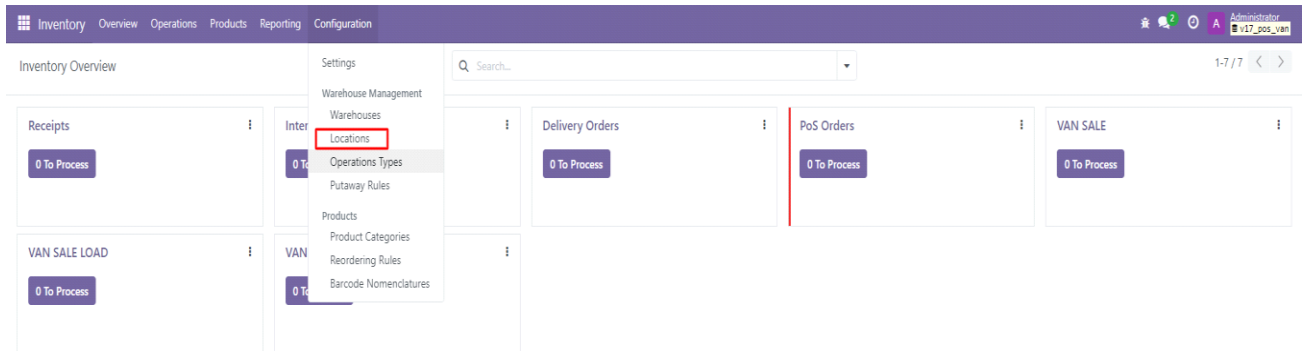 Inventory Overview Operations Products Reporting Configuration 2 A Administrator
v17_pos_van
Inventory Overview Settings Search... 1-7 / 7
Warehouse Management
Warehouses
Receipts Inter Locations Delivery Orders PoS Orders VAN SALE
0 To Process 0 To Operations Types 0 To Process 0 To Process 0 To Process
Putaway Rules
Products
Product Categories
VAN SALE LOAD VAN Reordering Rules
0 To Process 0 To Barcode Nomenclatures